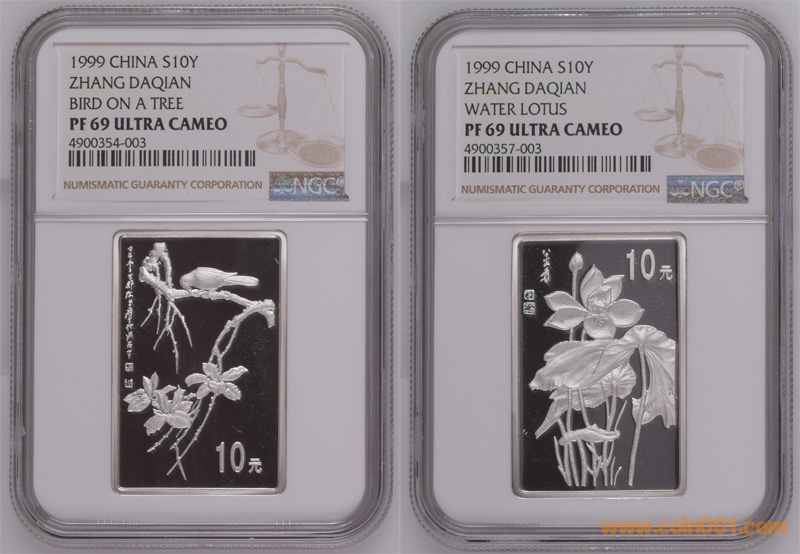 1999 CHINA S10Y
ZHANG DAQIAN
BIRD ON A TREE
PF 69 ULTRA CAMEO
4900354-003
NUMISMATIC GUARANTY CORPORATION
NGC
10元
1999 CHINA S10Y
ZHANG DAQIAN
WATER LOTUS
PF 69 ULTRA CAMEO
4900357-003
NUMISMATIC GUARANTY CORPORATION
NGC
10元
www.coin001.com